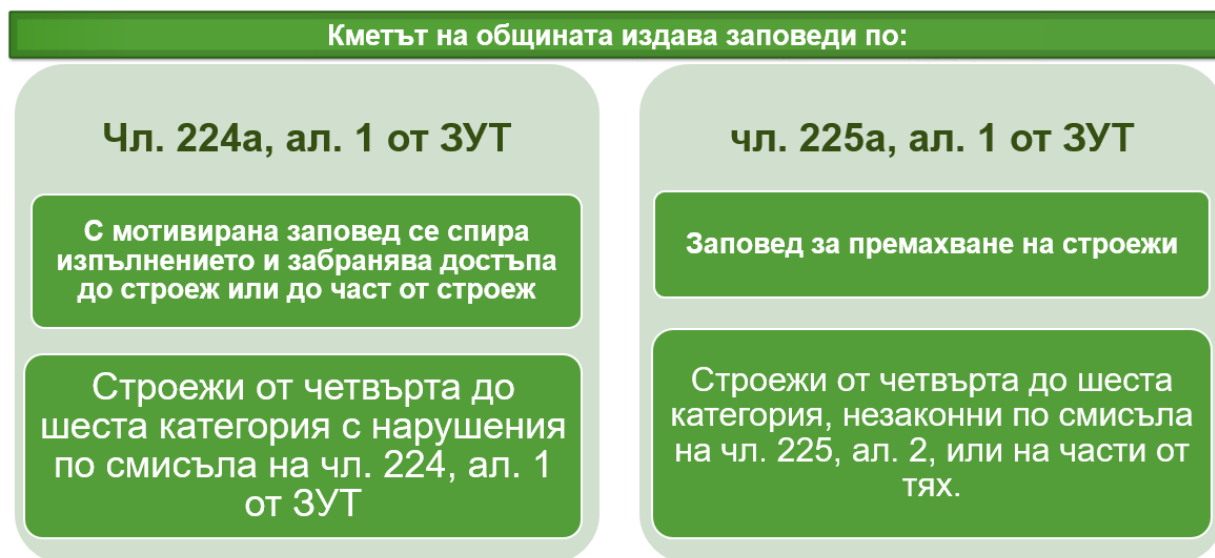 Кметът на общината издава заповеди по:
Чл. 224а, ал. 1 от ЗУТ
С мотивирана заповед се спира
изпълнението и забранява достъпа
до строеж или до част от строеж
Строежи от четвърта до
шеста категория с нарушения
по смисъла на чл. 224, ал. 1
от ЗУТ
чл. 225а, ал. 1 от ЗУТ
Заповед за премахване на строежи
Строежи от четвърта до шеста
категория, незаконни по смисъла
на чл. 225, ал. 2, или на части от
тях.